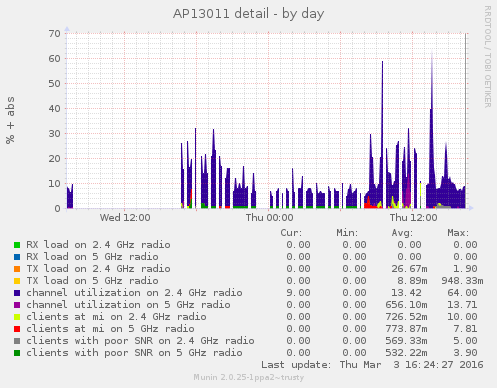 AP13011 detail - by day
RRDTOOL / TOBI OETIKER
% + abs
70
60
50
40
30
20
10
0
Wed 12:00 Thu 00:00 Thu 12:00
Cur: Min: Avg: Max:
RX load on 2.4 GHz radio 0.00 0.00 0.00 0.00
RX load on 5 GHz radio 0.00 0.00 0.00 0.00
TX load on 2.4 GHz radio 0.00 0.00 26.67m 1.90
TX load on 5 GHz radio 0.00 0.00 8.89m 948.33m
channel utilization on 2.4 GHz radio 9.00 0.00 13.42 64.00
channel utilization on 5 GHz radio 0.00 0.00 656.10m 13.71
clients at mi on 2.4 GHz radio 0.00 0.00 726.52m 10.00
clients at mi on 5 GHz radio 0.00 0.00 773.87m 7.81
clients with poor SNR on 2.4 GHz radio 0.00 0.00 569.33m 5.00
clients with poor SNR on 5 GHz radio 0.00 0.00 532.22m 3.90
Last update: Thu Mar 3 16:24:27 2016
Munin 2.0.25-1ppa2~trusty